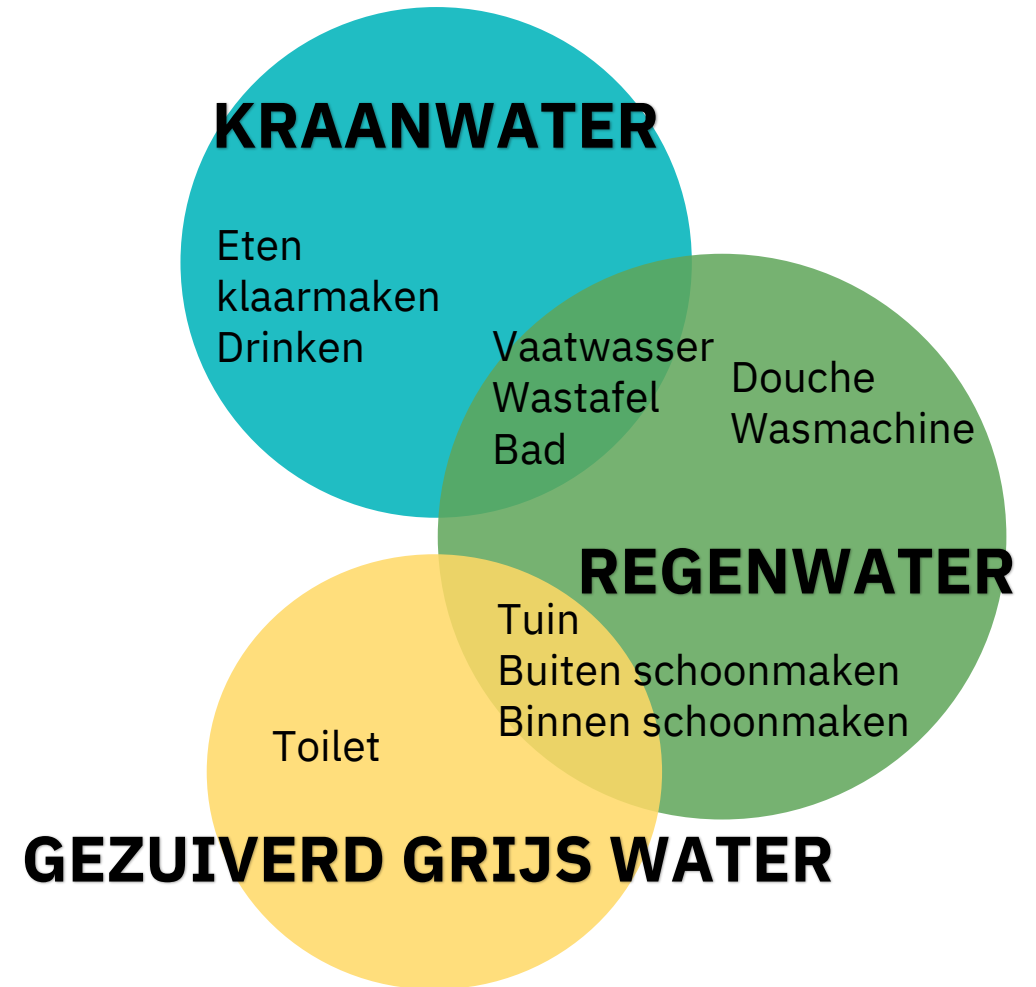 KRAANWATER
Eten
klaarmaken
Drinken
Vaatwasser
Wastafel
Bad
Douche
Wasmachine
REGENWATER
Tuin
Buiten schoonmaken
Binnen schoonmaken
Toilet
GEZUIVERD GRIJS WATER